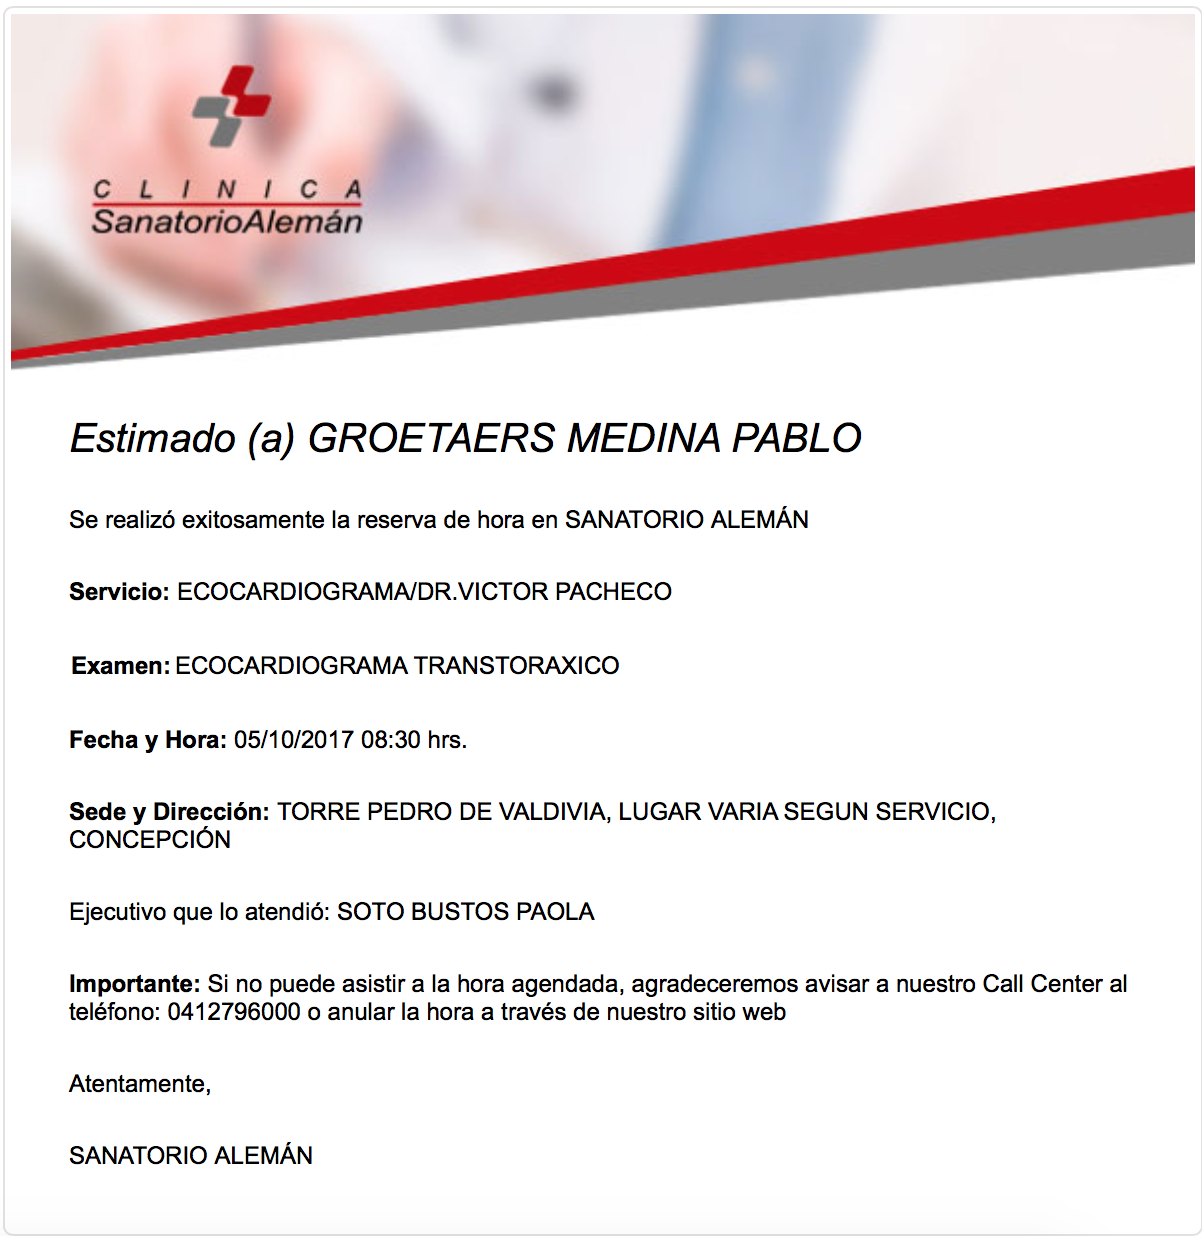 CLINICA
SanatorioAlemán
Estimado (a) GROETAERS MEDINA PABLO
Se realizó exitosamente la reserva de hora en SANATORIO ALEMÁN
Servicio: ECOCARDIOGRAMA/DR.VICTOR PACHECO
Examen: ECOCARDIOGRAMA TRANSTORAXICO
Fecha y Hora: 05/10/2017 08:30 hrs.
Sede y Dirección: TORRE PEDRO DE VALDIVIA, LUGAR VARIA SEGUN SERVICIO,
CONCEPCIÓN
Ejecutivo que lo atendió: SOTO BUSTOS PAOLA
Importante: Si no puede asistir a la hora agendada, agradeceremos avisar a nuestro Call Center al
teléfono: 0412796000 o anular la hora a través de nuestro sitio web
Atentamente,
SANATORIO ALEMÁN